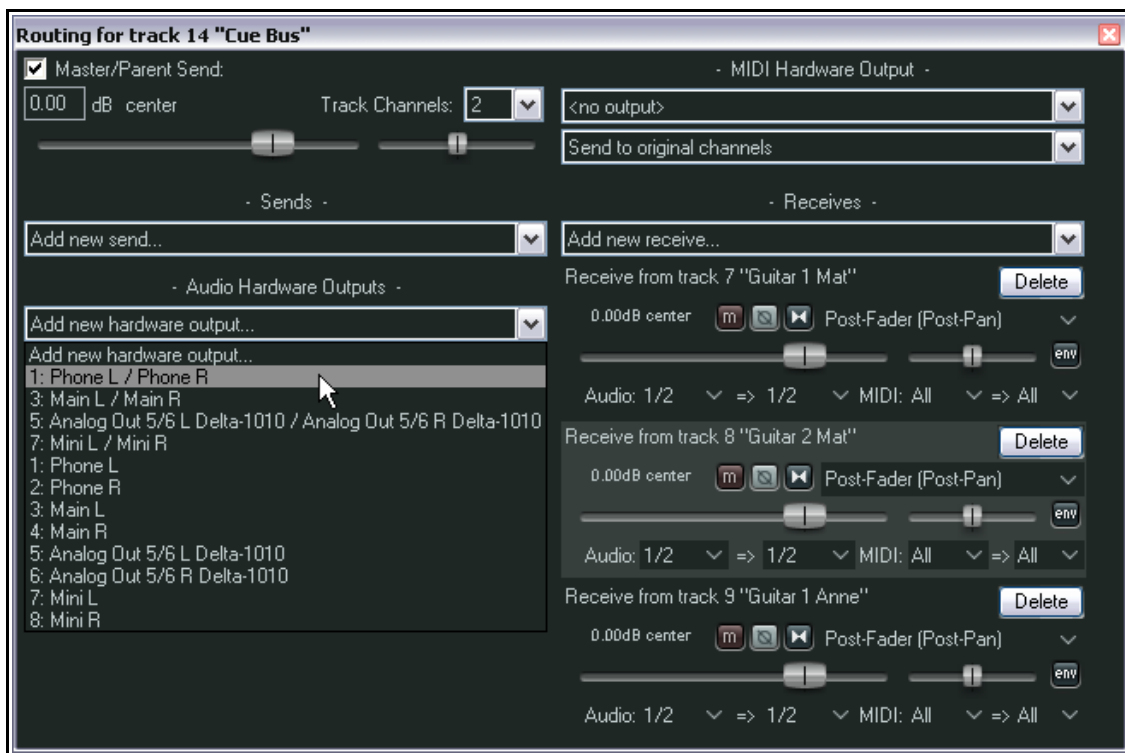 Routing for track 14 "Cue Bus"
Master/Parent Send:
0.00 dB center Track Channels: 2
- Sends -
Add new send...
- Audio Hardware Outputs -
Add new hardware output...
Add new hardware output...
1: Phone L / Phone R
3: Main L / Main R
5: Analog Out 5/6 L Delta-1010 / Analog Out 5/6 R Delta-1010
7: Mini L / Mini R
1: Phone L
2: Phone R
3: Main L
4: Main R
5: Analog Out 5/6 L Delta-1010
6: Analog Out 5/6 R Delta-1010
7: Mini L
8: Mini R
- MIDI Hardware Output -
<no output>
Send to original channels
- Receives -
Add new receive...
Receive from track 7 "Guitar 1 Mat" Delete
0.00dB center m Post-Fader (Post-Pan)
env
Audio: 1/2 => 1/2 MIDI: All => All
Receive from track 8 "Guitar 2 Mat" Delete
0.00dB center m Post-Fader (Post-Pan)
env
Audio: 1/2 => 1/2 MIDI: All => All
Receive from track 9 "Guitar 1 Anne" Delete
0.00dB center m Post-Fader (Post-Pan)
env
Audio: 1/2 => 1/2 MIDI: All => All